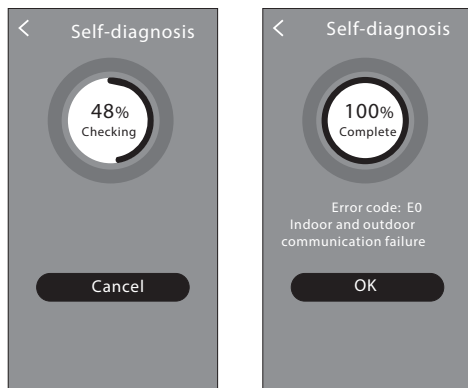 Self-diagnosis
48%
Checking
Cancel
Self-diagnosis
100%
Complete
Error code: E0
Indoor and outdoor
communication failure
OK